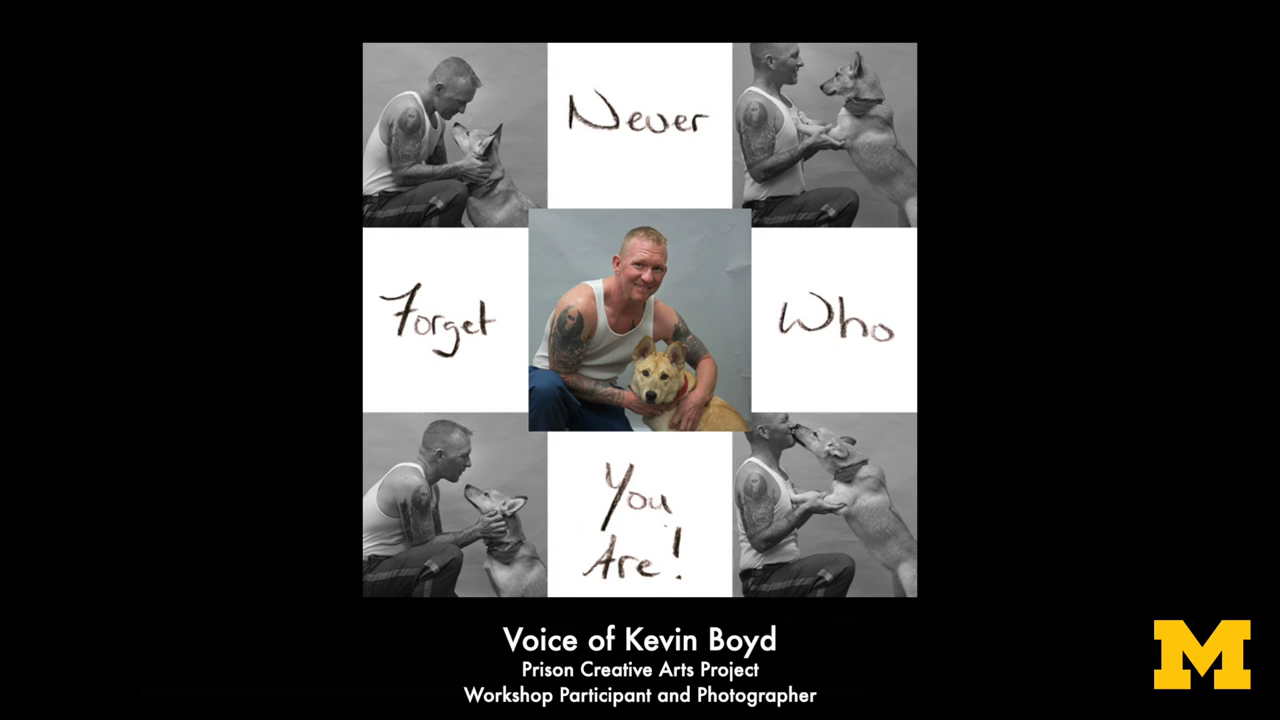 Never
Forget
Who
You
Are!
Voice of Kevin Boyd
Prison Creative Arts Project
Workshop Participant and Photographer
M